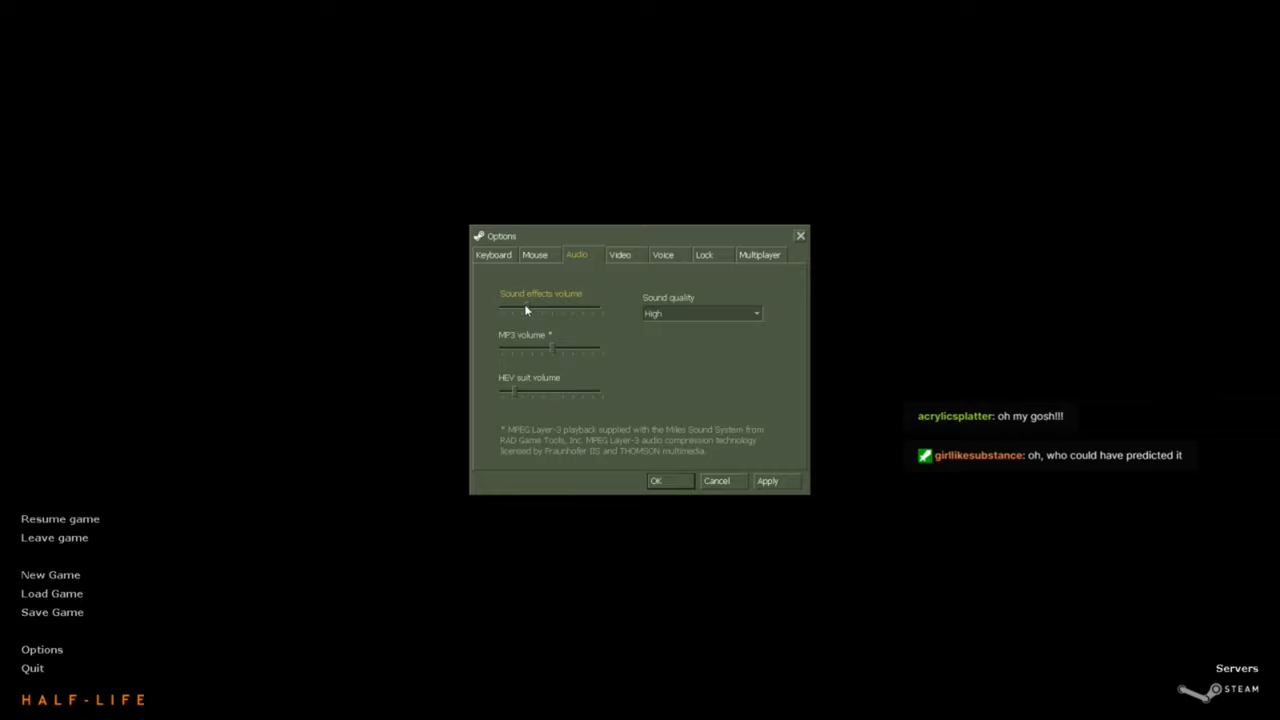 Options
Keyboard Mouse Audio Video Voice Lock Multiplayer
Sound effects volume
Sound quality
High
MP3 volume *
HEV suit volume
* MPEG Layer-3 playback supplied with the Miles Sound System from
RAD Game Tools, Inc. MPEG Layer-3 audio compression technology
licensed by Fraunhofer IIS and THOMSON multimedia.
OK Cancel Apply
acrylicsplatter: oh my gosh!!!
girllikesubstance: oh, who could have predicted it
Resume game
Leave game
New Game
Load Game
Save Game
Options
Quit
HALF-LIFE
Servers
STEAM